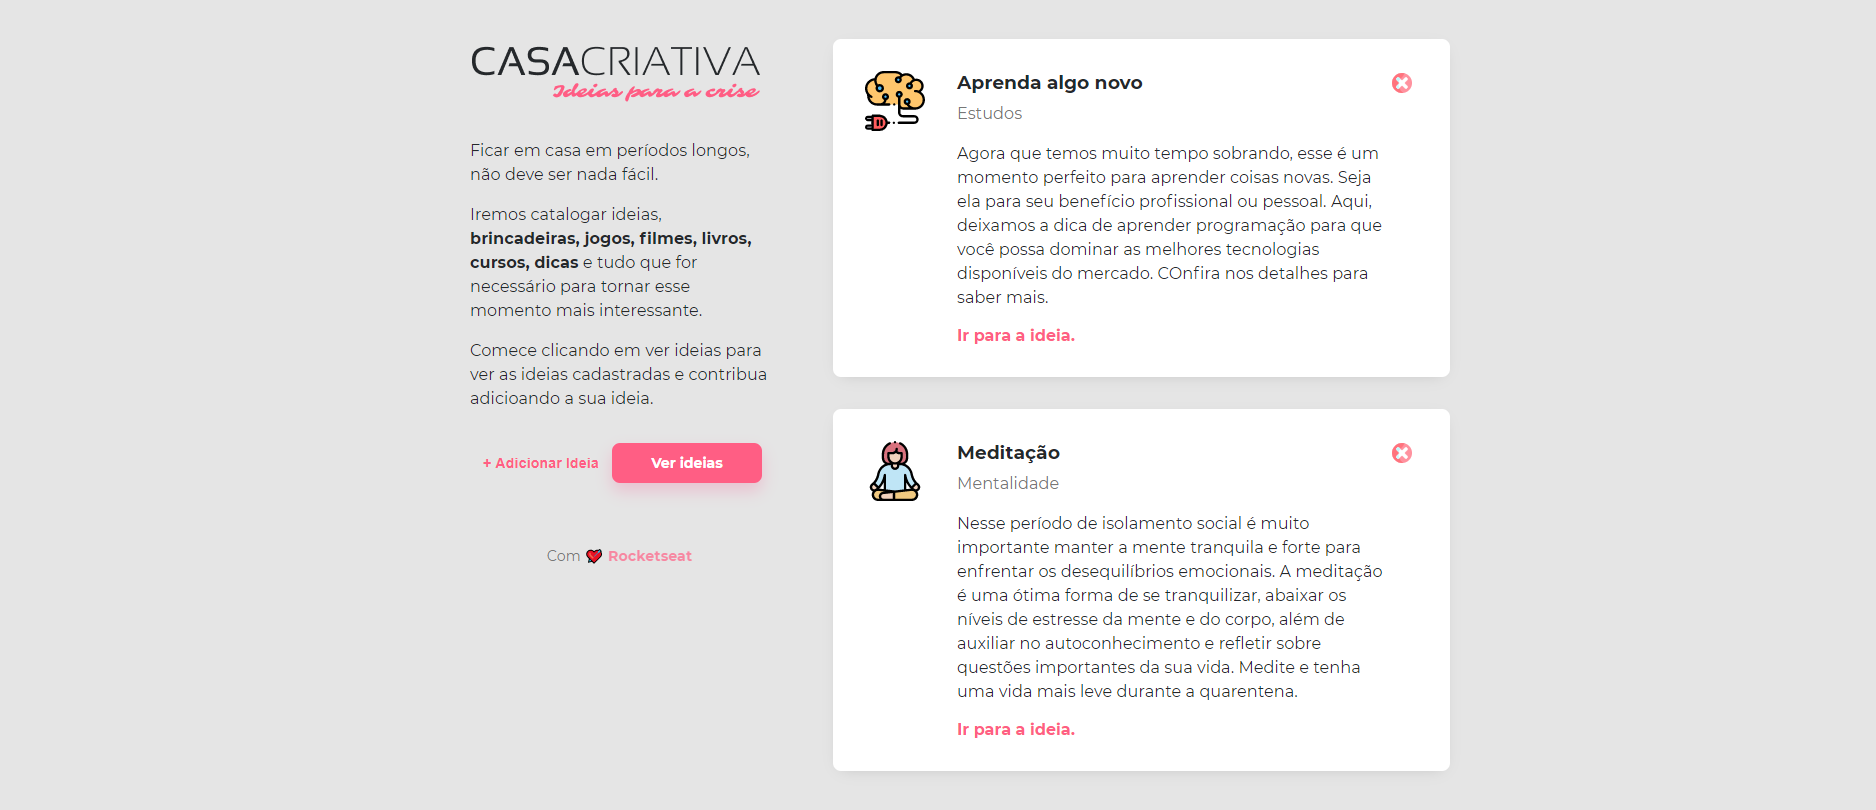 CASACRIATIVA
Ideias para a crise
Ficar em casa em períodos longos,
não deve ser nada fácil.
Iremos catalogar ideias,
brincadeiras, jogos, filmes, livros,
cursos, dicas e tudo que for
necessário para tornar esse
momento mais interessante.
Comece clicando em ver ideias para
ver as ideias cadastradas e contribua
adicioando a sua ideia.
+ Adicionar Ideia
Ver ideias
Com Rocketseat
Aprenda algo novo
Estudos
Agora que temos muito tempo sobrando, esse é um
momento perfeito para aprender coisas novas. Seja
ela para seu benefício profissional ou pessoal. Aqui,
deixamos a dica de aprender programação para que
você possa dominar as melhores tecnologias
disponíveis do mercado. COnfira nos detalhes para
saber mais.
Ir para a ideia.
Meditação
Mentalidade
Nesse período de isolamento social é muito
importante manter a mente tranquila e forte para
enfrentar os desequilíbrios emocionais. A meditação
é uma ótima forma de se tranquilizar, abaixar os
níveis de estresse da mente e do corpo, além de
auxiliar no autoconhecimento e refletir sobre
questões importantes da sua vida. Medite e tenha
uma vida mais leve durante a quarentena.
Ir para a ideia.